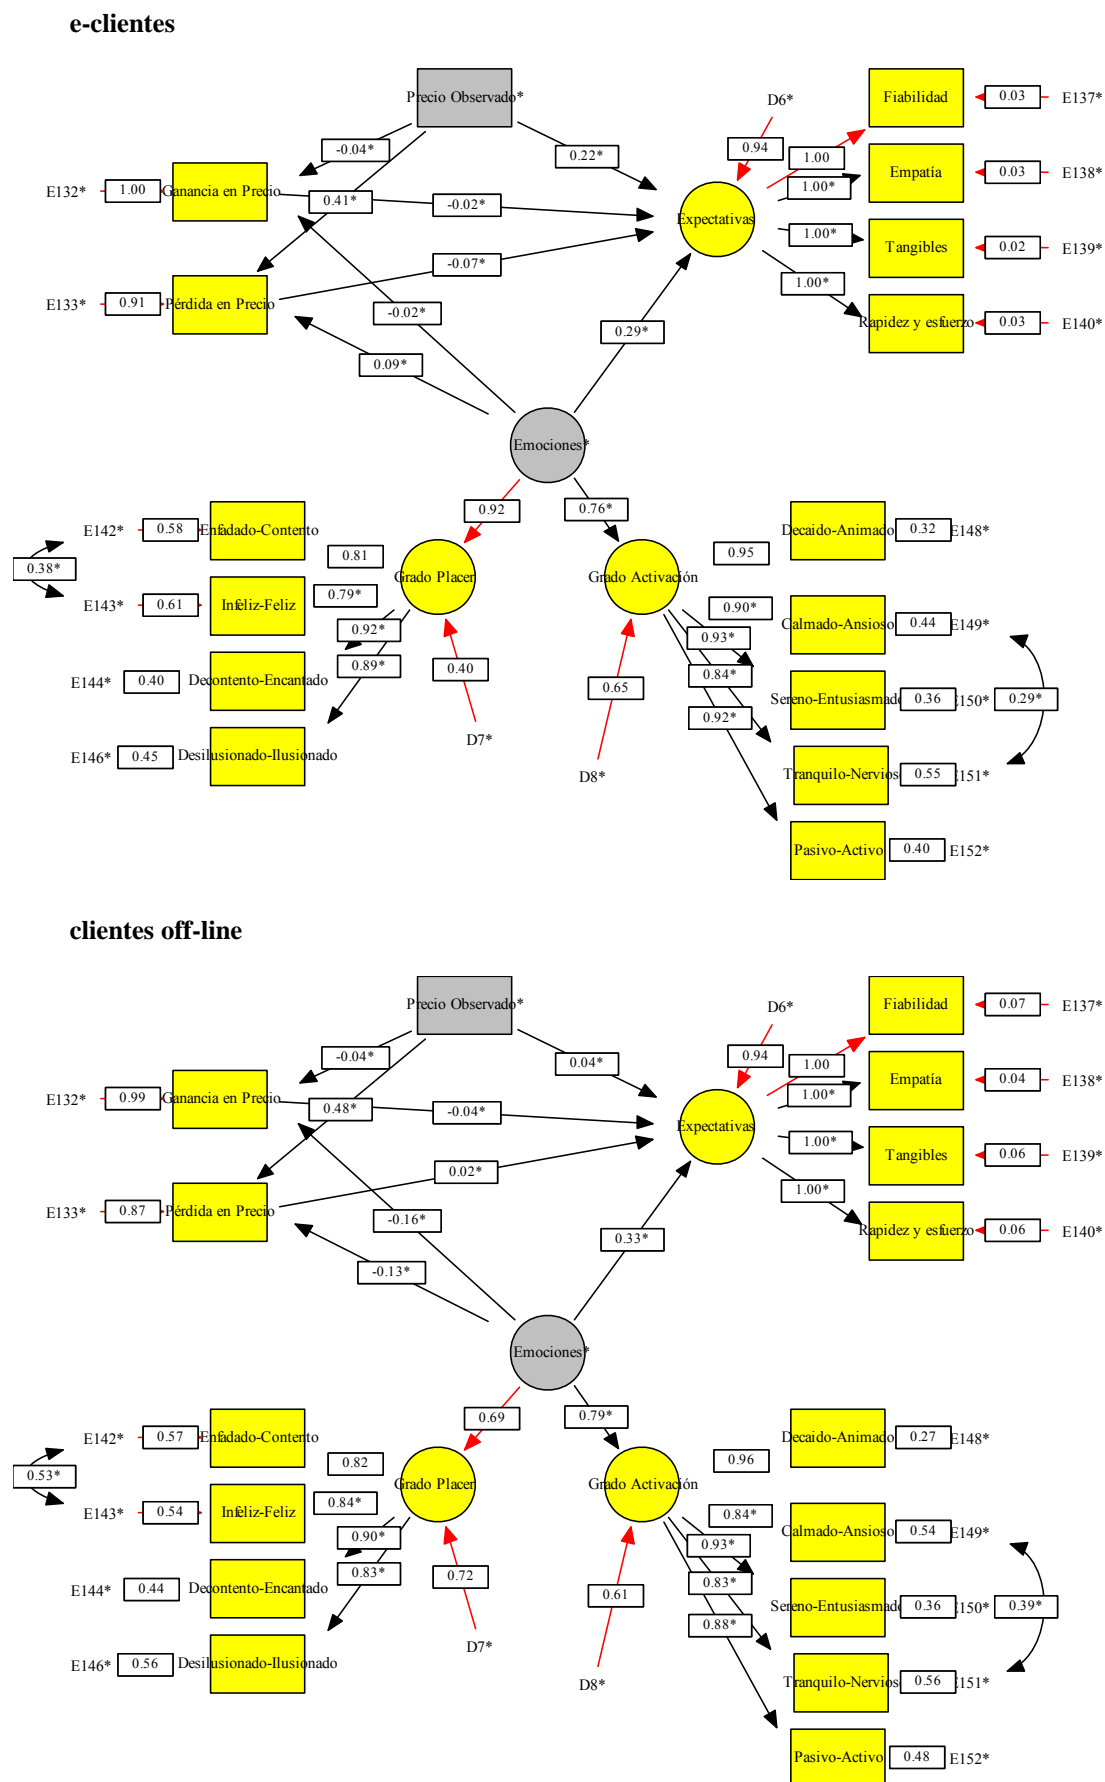 e-clientes
Precio Observado*
D6*
Fiabilidad
0.03
E137*
-0.04*
0.22*
0.94
1.00
E132*
1.00
Ganancia en Precio
0.41*
-0.02*
Expectativas
1.00*
Empatía
0.03
E138*
1.00*
Tangibles
0.02
E139*
-0.07*
E133*
0.91
Pérdida en Precio
1.00*
-0.02*
0.29*
Rapidez y esfuerzo
0.03
E140*
0.09*
Emociones*
0.92
0.76*
E142*
0.58
Enfadado-Contento
0.81
Decaido-Animado
0.32
E148*
0.38*
0.95
Grado Placer
Grado Activación
E143*
0.61
Infeliz-Feliz
0.79*
0.90*
Calmado-Ansioso
0.44
E149*
0.92*
0.93*
0.89*
0.40
0.84*
E144*
0.40
Decontento-Encantado
0.65
Sereno-Entusiasmado
0.36
E150*
0.29*
0.92*
D7*
E146*
0.45
Desilusionado-Ilusionado
D8*
Tranquilo-Nervioso
0.55
E151*
Pasivo-Activo
0.40
E152*
clientes off-line
Precio Observado*
D6*
Fiabilidad
0.07
E137*
-0.04*
0.04*
0.94
1.00
E132*
0.99
Ganancia en Precio
0.48*
-0.04*
Expectativas
1.00*
Empatía
0.04
E138*
1.00*
Tangibles
0.06
E139*
0.02*
E133*
0.87
Pérdida en Precio
1.00*
-0.16*
0.33*
Rapidez y esfuerzo
0.06
E140*
-0.13*
Emociones*
0.69
0.79*
E142*
0.57
Enfadado-Contento
0.82
Decaido-Animado
0.27
E148*
0.53*
0.96
Grado Placer
Grado Activación
E143*
0.54
Infeliz-Feliz
0.84*
0.84*
Calmado-Ansioso
0.54
E149*
0.90*
0.93*
0.83*
0.72
0.83*
E144*
0.44
Decontento-Encantado
0.61
Sereno-Entusiasmado
0.36
E150*
0.39*
0.88*
D7*
E146*
0.56
Desilusionado-Ilusionado
D8*
Tranquilo-Nervioso
0.56
E151*
Pasivo-Activo
0.48
E152*